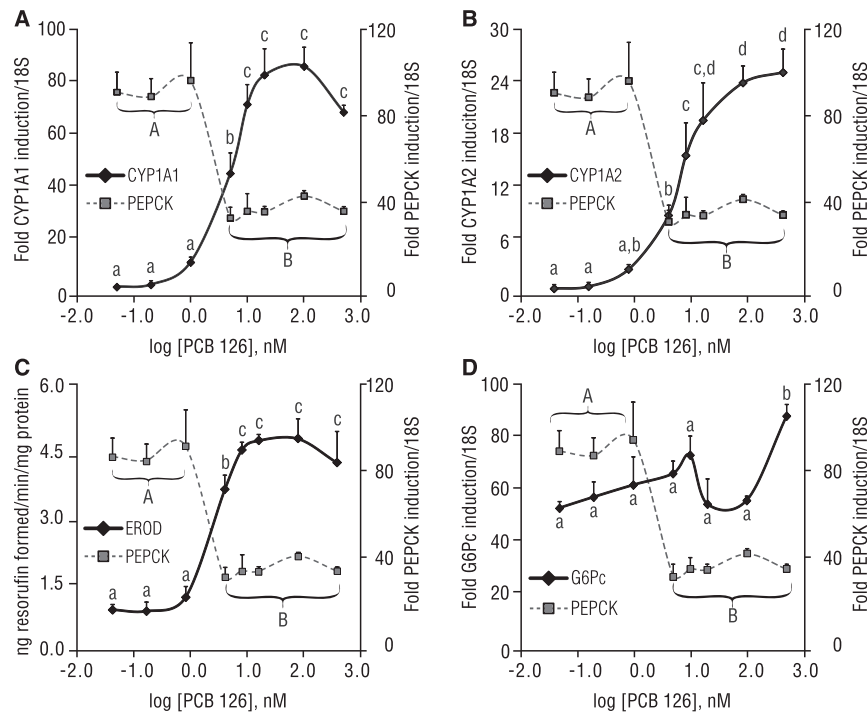 A
Fold CYP1A1 induction/18S
100
80
60
40
20
0
120
80
40
0
Fold PEPCK induction/18S
c
c
c
c
b
A
CYP1A1
PEPCK
a
a
a
B
-2.0
-1.0
0.0
1.0
2.0
3.0
log [PCB 126], nM
B
Fold CYP1A2 induciton/18S
30
24
18
12
6
0
120
80
40
0
Fold PEPCK induction/18S
d
d
c,d
c
A
CYP1A2
PEPCK
b
a,b
a
a
B
-2.0
-1.0
0.0
1.0
2.0
3.0
log [PCB 126], nM
C
ng resorufin formed/min/mg protein
6.0
4.5
3.0
1.5
0.0
120
80
40
0
Fold PEPCK induction/18S
c
c
c
c
b
A
EROD
PEPCK
a
a
a
B
-2.0
-1.0
0.0
1.0
2.0
3.0
log [PCB 126], nM
D
Fold G6Pc induction/18S
100
80
60
40
20
0
120
80
40
0
Fold PEPCK induction/18S
A
b
a
a
a
a
a
a
a
G6Pc
PEPCK
B
-2.0
-1.0
0.0
1.0
2.0
3.0
log [PCB 126], nM